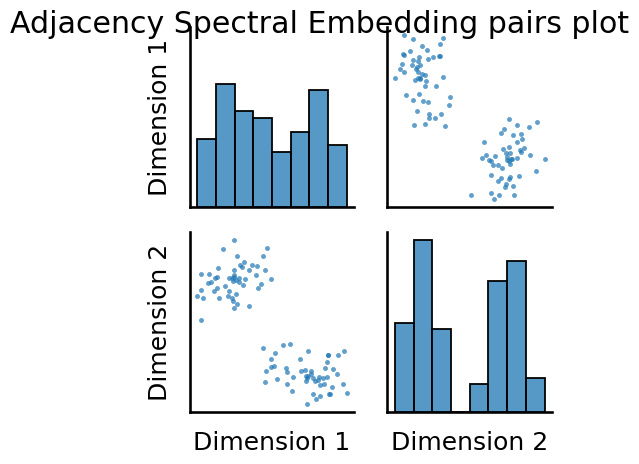 Adjacency Spectral Embedding pairs plot
Dimension 1
Dimension 2
Dimension 1
Dimension 2